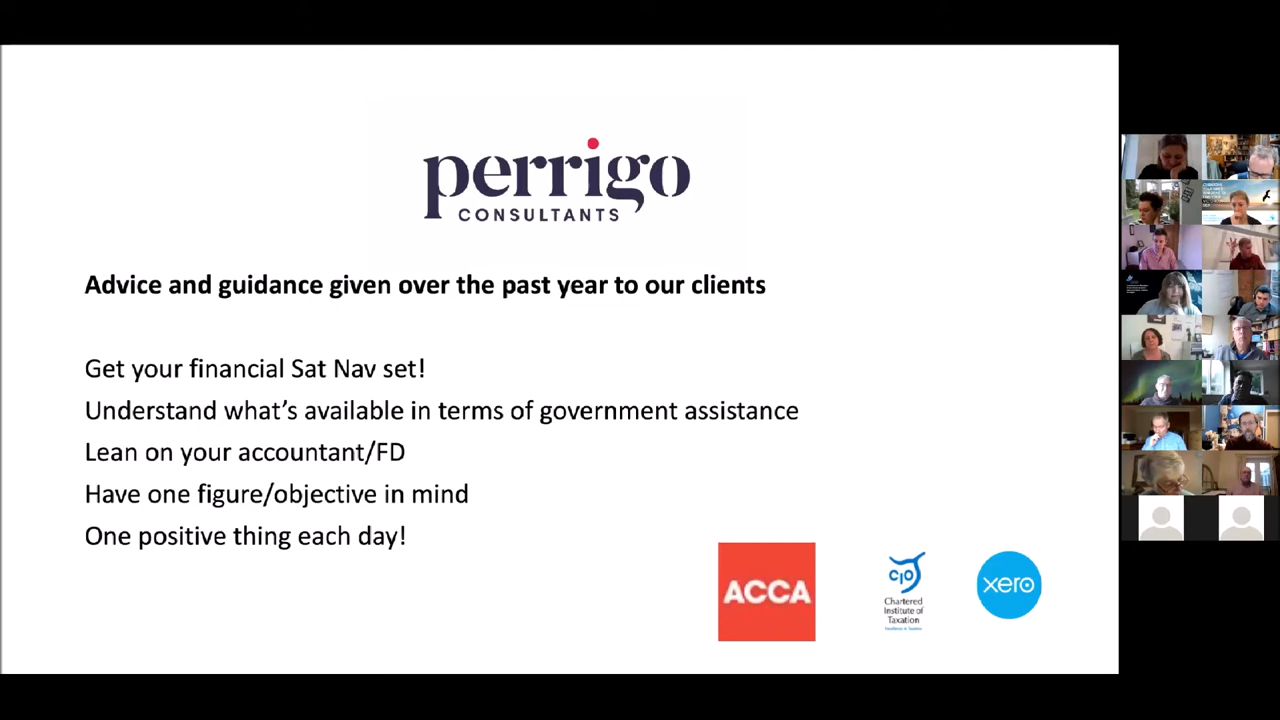 perrigo
CONSULTANTS
Advice and guidance given over the past year to our clients
Get your financial Sat Nav set!
Understand what’s available in terms of government assistance
Lean on your accountant/FD
Have one figure/objective in mind
One positive thing each day!
ACCA
CIOT
Chartered
Institute of
Taxation
xero